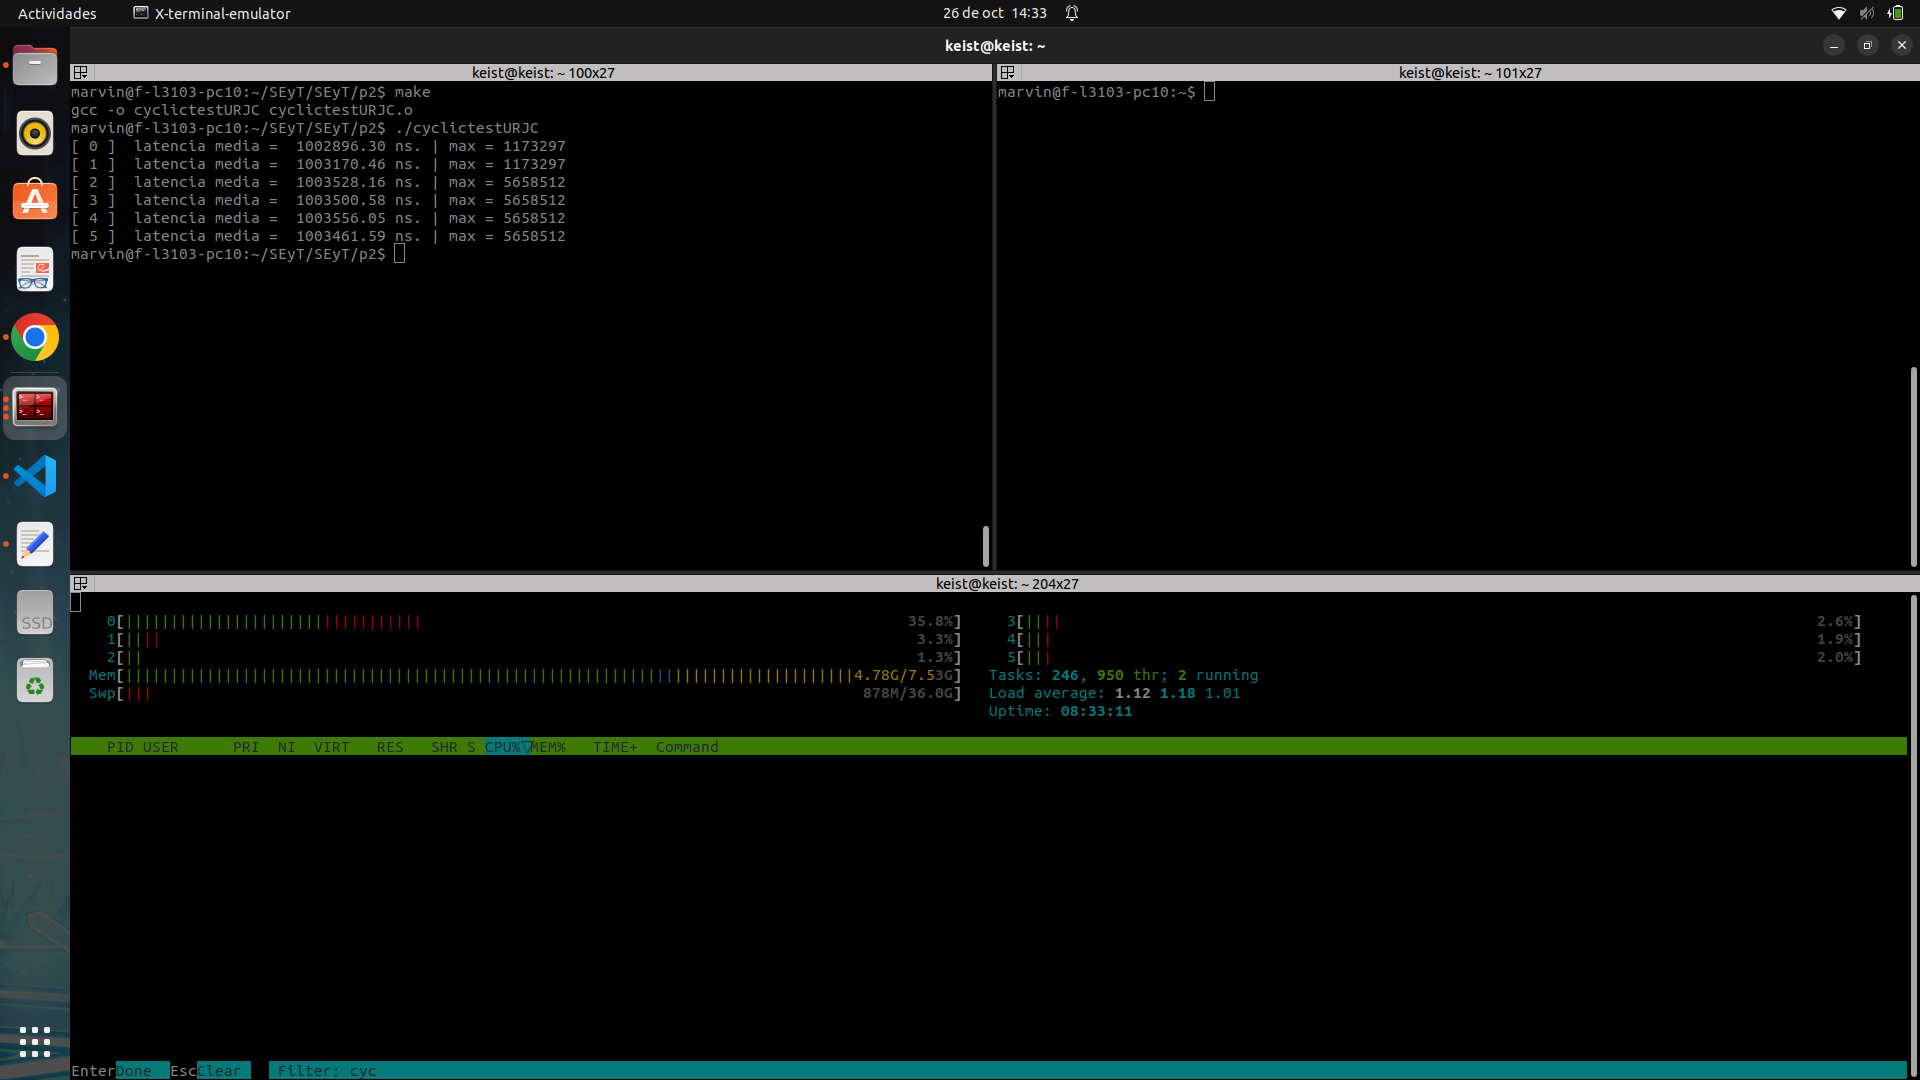 Actividades X-terminal-emulator 26 de oct 14:33
keist@keist: ~
keist@keist: ~ 100x27
marvin@f-l3103-pc10:~/SEyT/SEyT/p2$ make
gcc -o cyclictestURJC cyclictestURJC.o
marvin@f-l3103-pc10:~/SEyT/SEyT/p2$ ./cyclictestURJC
[ 0 ]  latencia media =  1002896.30 ns. | max = 1173297
[ 1 ]  latencia media =  1003170.46 ns. | max = 1173297
[ 2 ]  latencia media =  1003528.16 ns. | max = 5658512
[ 3 ]  latencia media =  1003500.58 ns. | max = 5658512
[ 4 ]  latencia media =  1003556.05 ns. | max = 5658512
[ 5 ]  latencia media =  1003461.59 ns. | max = 5658512
marvin@f-l3103-pc10:~/SEyT/SEyT/p2$
keist@keist: ~ 101x27
marvin@f-l3103-pc10:~$
SSD
keist@keist: ~ 204x27
0[||||||||||||||||||||||||||||||||| 35.8%] 3[|||| 2.6%]
1[|||| 3.3%] 4[||| 1.9%]
2[|| 1.3%] 5[||| 2.0%]
Mem[|||||||||||||||||||||||||||||||||||||||||||||||||||||||||||||||||||||||||||||||||4.78G/7.53G] Tasks: 246, 950 thr; 2 running
Swp[||| 878M/36.0G] Load average: 1.12 1.18 1.01
Uptime: 08:33:11
PID USER PRI NI VIRT RES SHR S CPU%▽MEM% TIME+ Command
EnterDone EscClear Filter: cyc